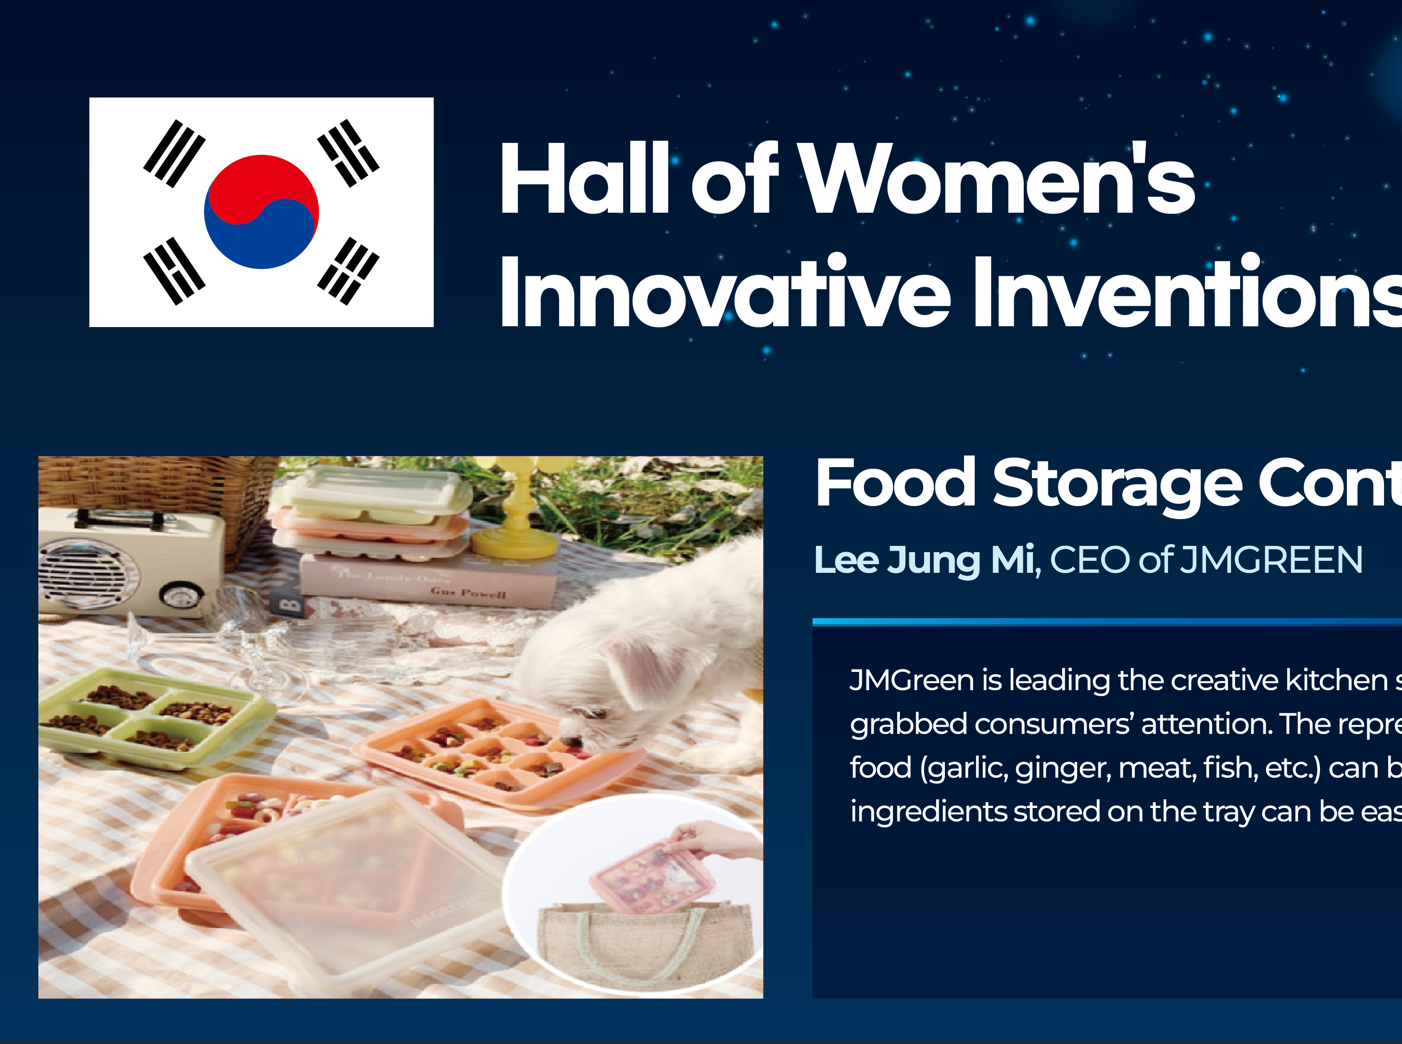 Hall of Women's
Innovative Inventions
Food Storage Cont
Lee Jung Mi, CEO of JMGREEN
JMGreen is leading the creative kitchen s
grabbed consumers’ attention. The repre
food (garlic, ginger, meat, fish, etc.) can b
ingredients stored on the tray can be eas
The Lonely Ones
Gus Powell
B
JMGREEN